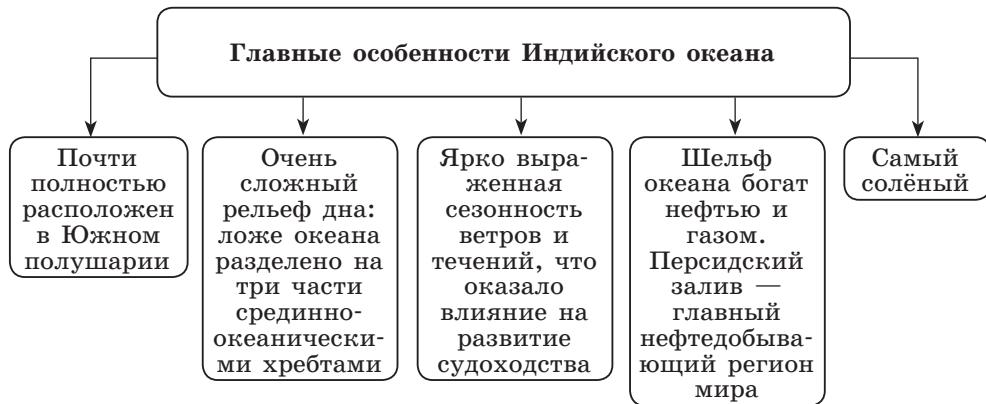 Главные особенности Индийского океана
Почти
полностью
расположен
в Южном
полушарии
Очень
сложный
рельеф дна:
ложе океана
разделено на
три части
срединно-
океанически-
ми хребтами
Ярко выра-
женная
сезонность
ветров и
течений, что
оказало
влияние на
развитие
судоходства
Шельф
океана богат
нефтью и
газом.
Персидский
залив —
главный
нефтедобыва-
ющий регион
мира
Самый
солёный